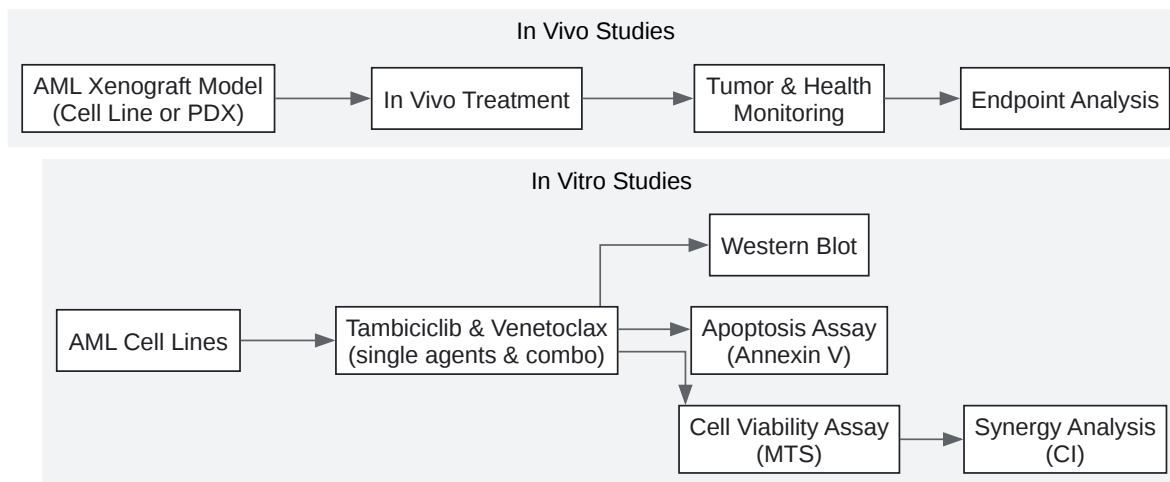 In Vivo Studies
AML Xenograft Model
(Cell Line or PDX)
In Vivo Treatment
Tumor & Health
Monitoring
Endpoint Analysis
In Vitro Studies
Western Blot
AML Cell Lines
Tambiciclib & Venetoclax
(single agents & combo)
Apoptosis Assay
(Annexin V)
Cell Viability Assay
(MTS)
Synergy Analysis
(CI)